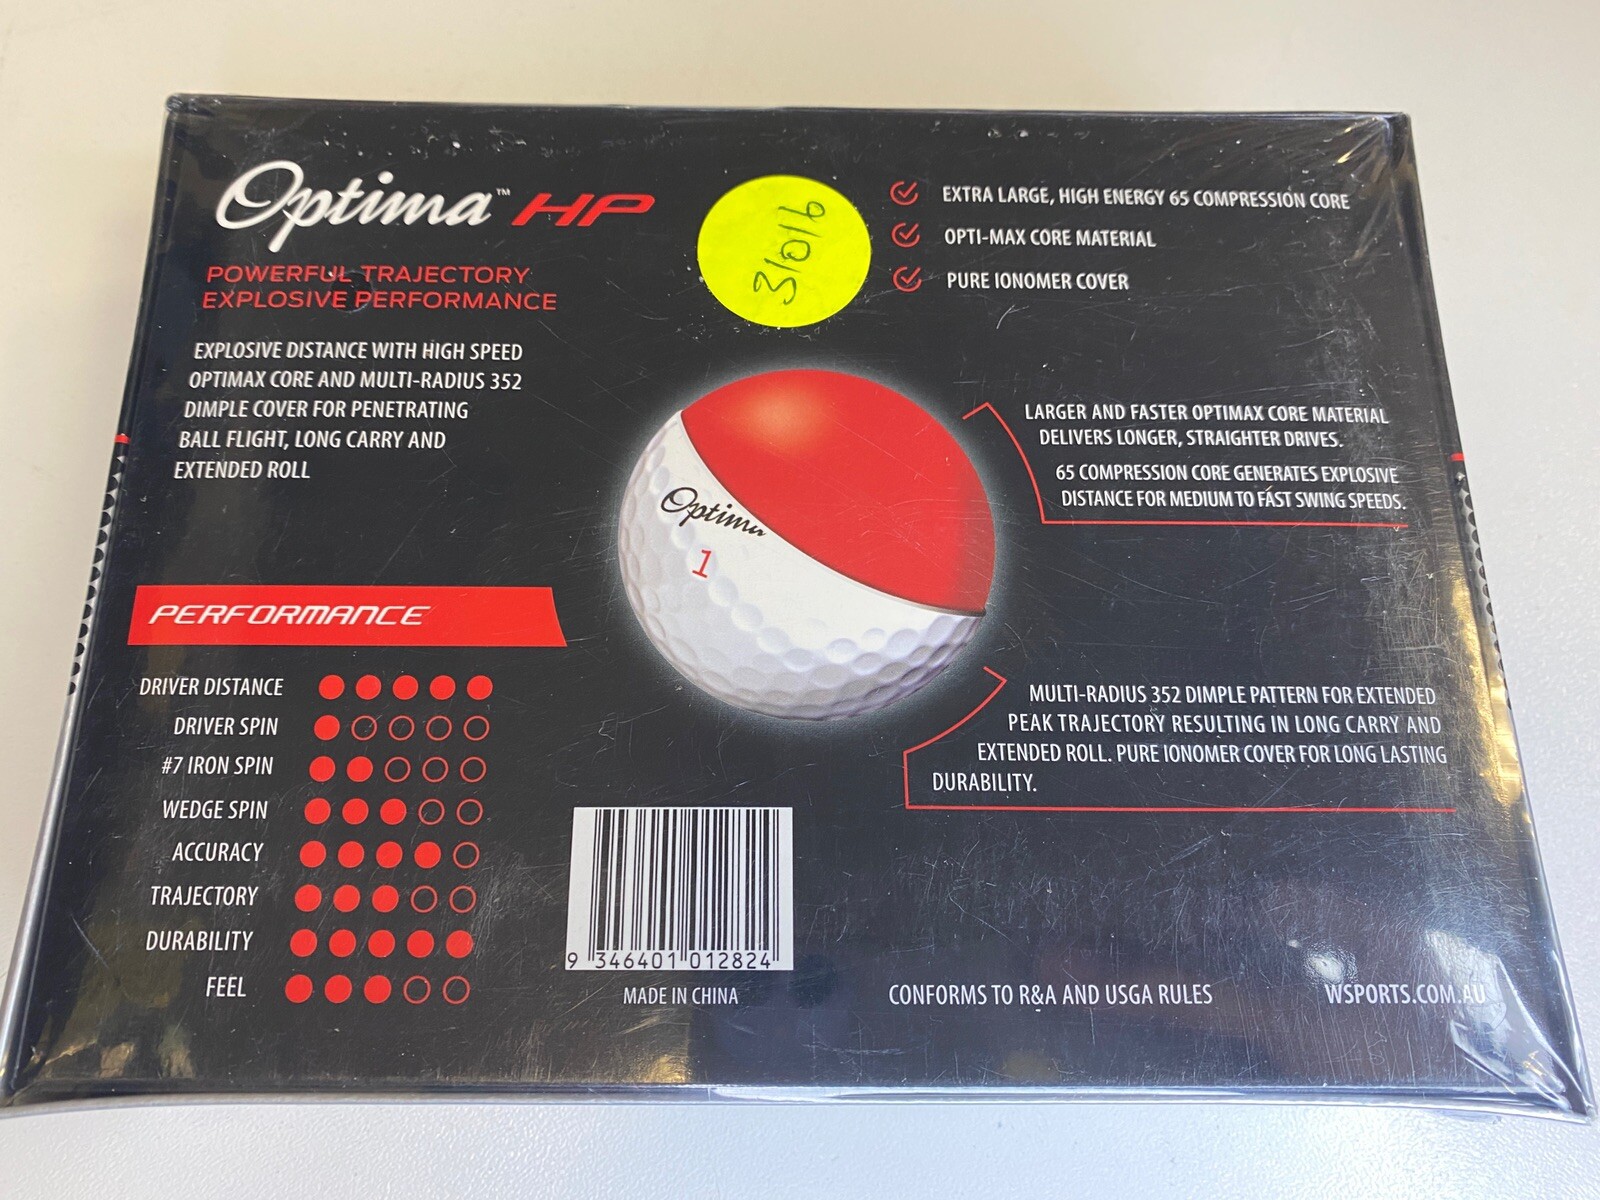 Optima™ HP
POWERFUL TRAJECTORY
EXPLOSIVE PERFORMANCE
EXPLOSIVE DISTANCE WITH HIGH SPEED
OPTIMAX CORE AND MULTI-RADIUS 352
DIMPLE COVER FOR PENETRATING
BALL FLIGHT, LONG CARRY AND
EXTENDED ROLL
31016
EXTRA LARGE, HIGH ENERGY 65 COMPRESSION CORE
OPTI-MAX CORE MATERIAL
PURE IONOMER COVER
LARGER AND FASTER OPTIMAX CORE MATERIAL
DELIVERS LONGER, STRAIGHTER DRIVES.
65 COMPRESSION CORE GENERATES EXPLOSIVE
DISTANCE FOR MEDIUM TO FAST SWING SPEEDS.
Optima
1
MULTI-RADIUS 352 DIMPLE PATTERN FOR EXTENDED
PEAK TRAJECTORY RESULTING IN LONG CARRY AND
EXTENDED ROLL. PURE IONOMER COVER FOR LONG LASTING
DURABILITY.
PERFORMANCE
DRIVER DISTANCE
DRIVER SPIN
#7 IRON SPIN
WEDGE SPIN
ACCURACY
TRAJECTORY
DURABILITY
FEEL
9 346401 012824
MADE IN CHINA
CONFORMS TO R&A AND USGA RULES
WSPORTS.COM.AU